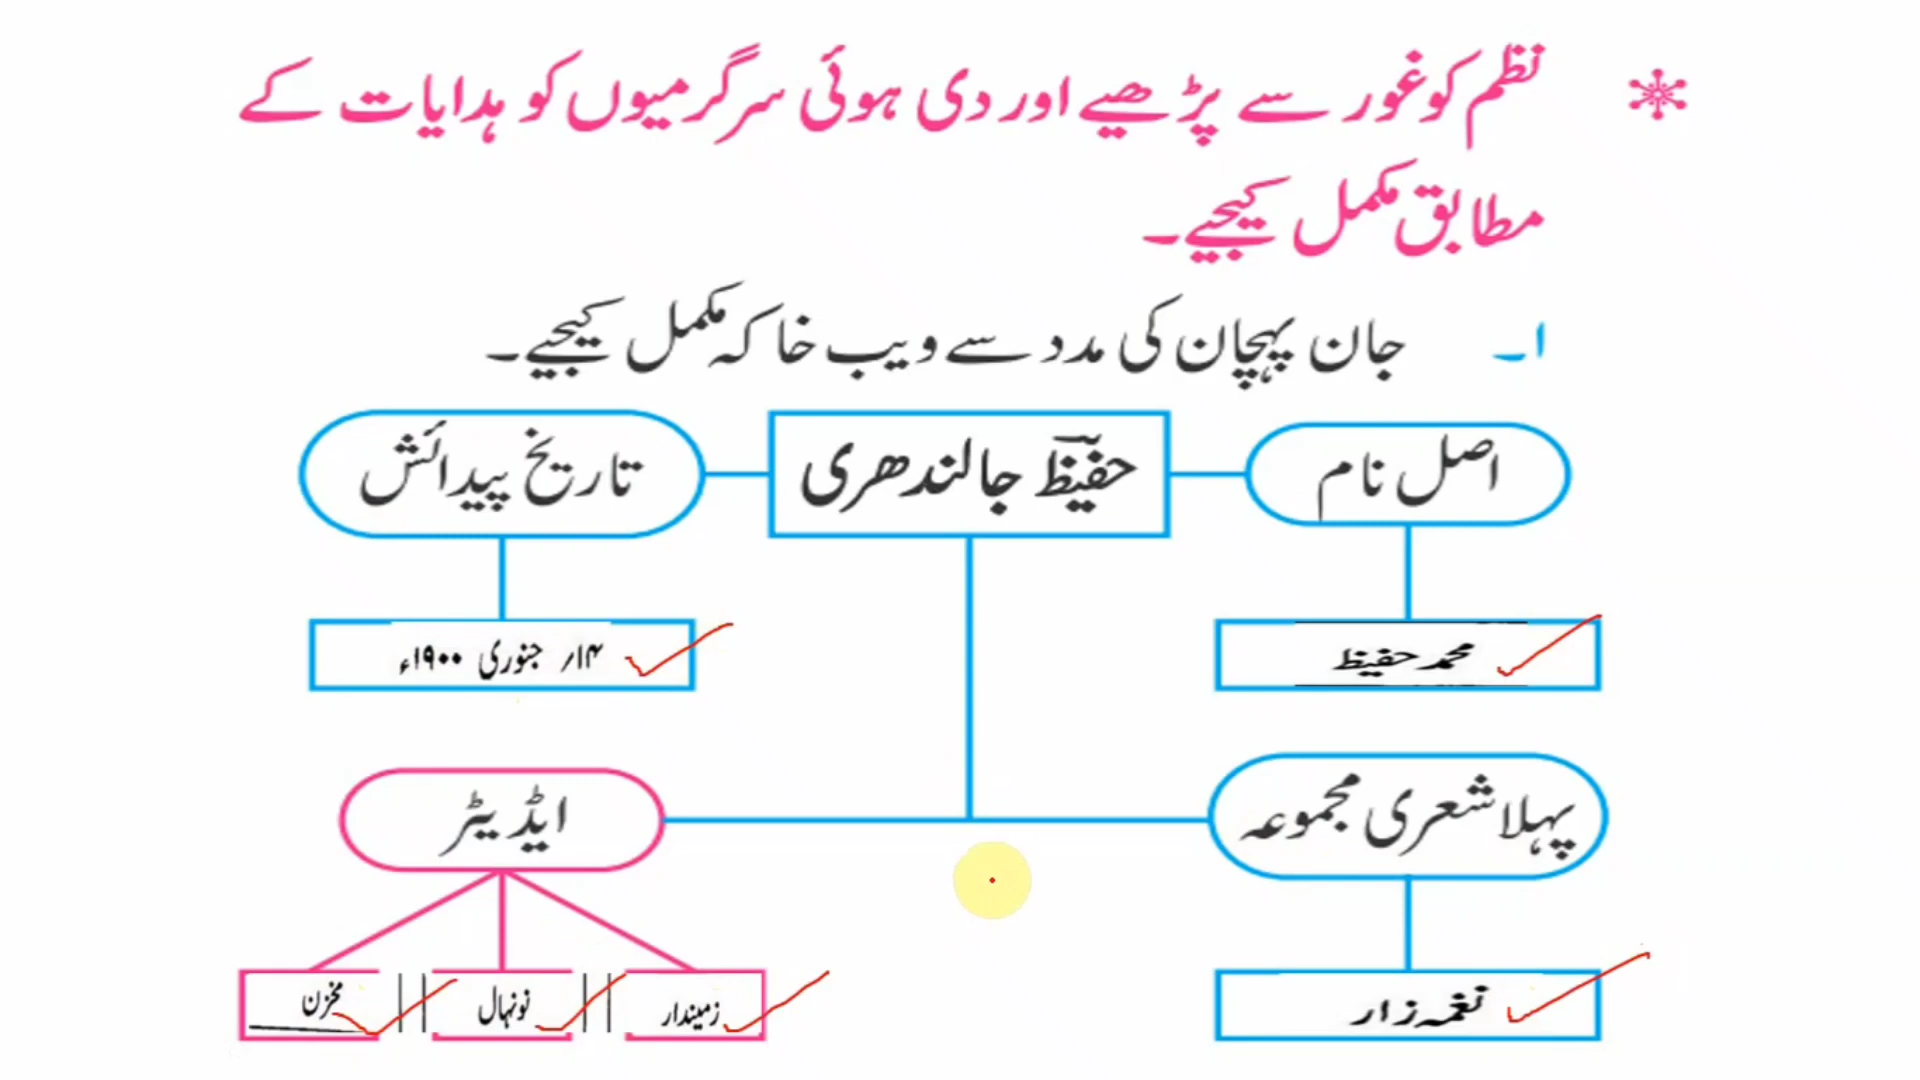 نظم کو غور سے پڑھیے اور دی ہوئی سرگرمیوں کو ہدایات کے
مطابق مکمل کیجیے۔
۱۔ جان پہچان کی مدد سے ویب خاکہ مکمل کیجیے۔
اصل نام
حفیظؔ جالندھری
تاریخ پیدائش
محمد حفیظ
۱۴؍ جنوری ۱۹۰۰ء
پہلا شعری مجموعہ
ایڈیٹر
نغمہ زار
زمیندار
نونہال
مخزن